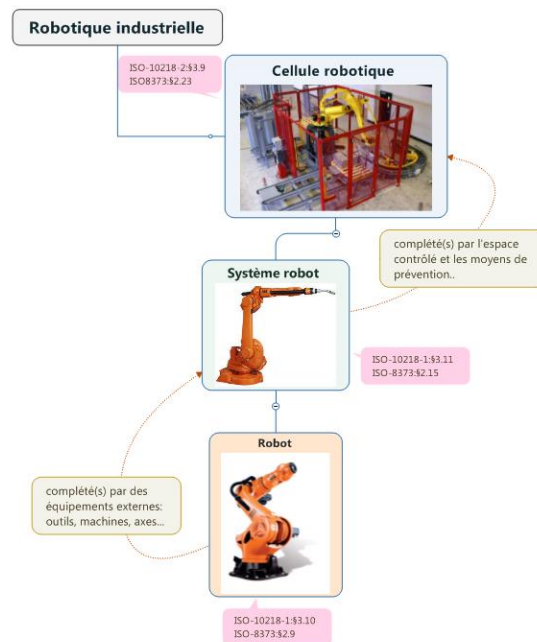 Robotique industrielle
ISO-10218-2:§3.9
ISO8373:§2.23
Cellule robotique
complété(s) par l'espace
contrôlé et les moyens de
prévention..
Système robot
ISO-10218-1:§3.11
ISO-8373:§2.15
Robot
complété(s) par des
équipements externes:
outils, machines, axes...
ISO-10218-1:§3.10
ISO-8373:§2.9